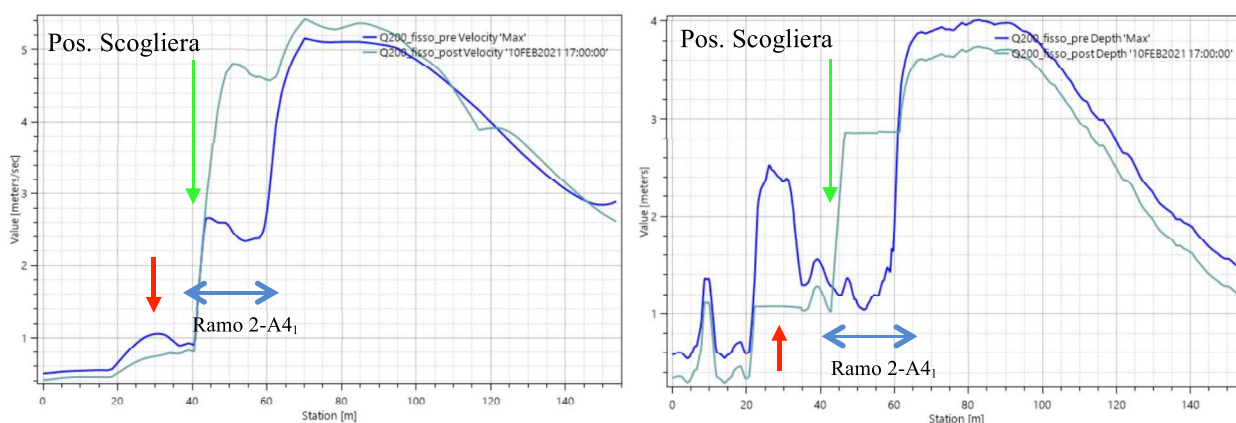 Pos. Scogliera
Q200_fisso_pre Velocity 'Max'
Q200_fisso_post Velocity '10FEB2021 17:00:00'
5
4
3
2
1
Value [meters/sec]
Ramo 2-A4₁
0
20
40
60
80
100
120
140
Station [m]
Pos. Scogliera
Q200_fisso_pre Depth 'Max'
Q200_fisso_post Depth '10FEB2021 17:00:00'
4
3
2
1
Value [meters]
Ramo 2-A4₁
0
20
40
60
80
100
120
140
Station [m]